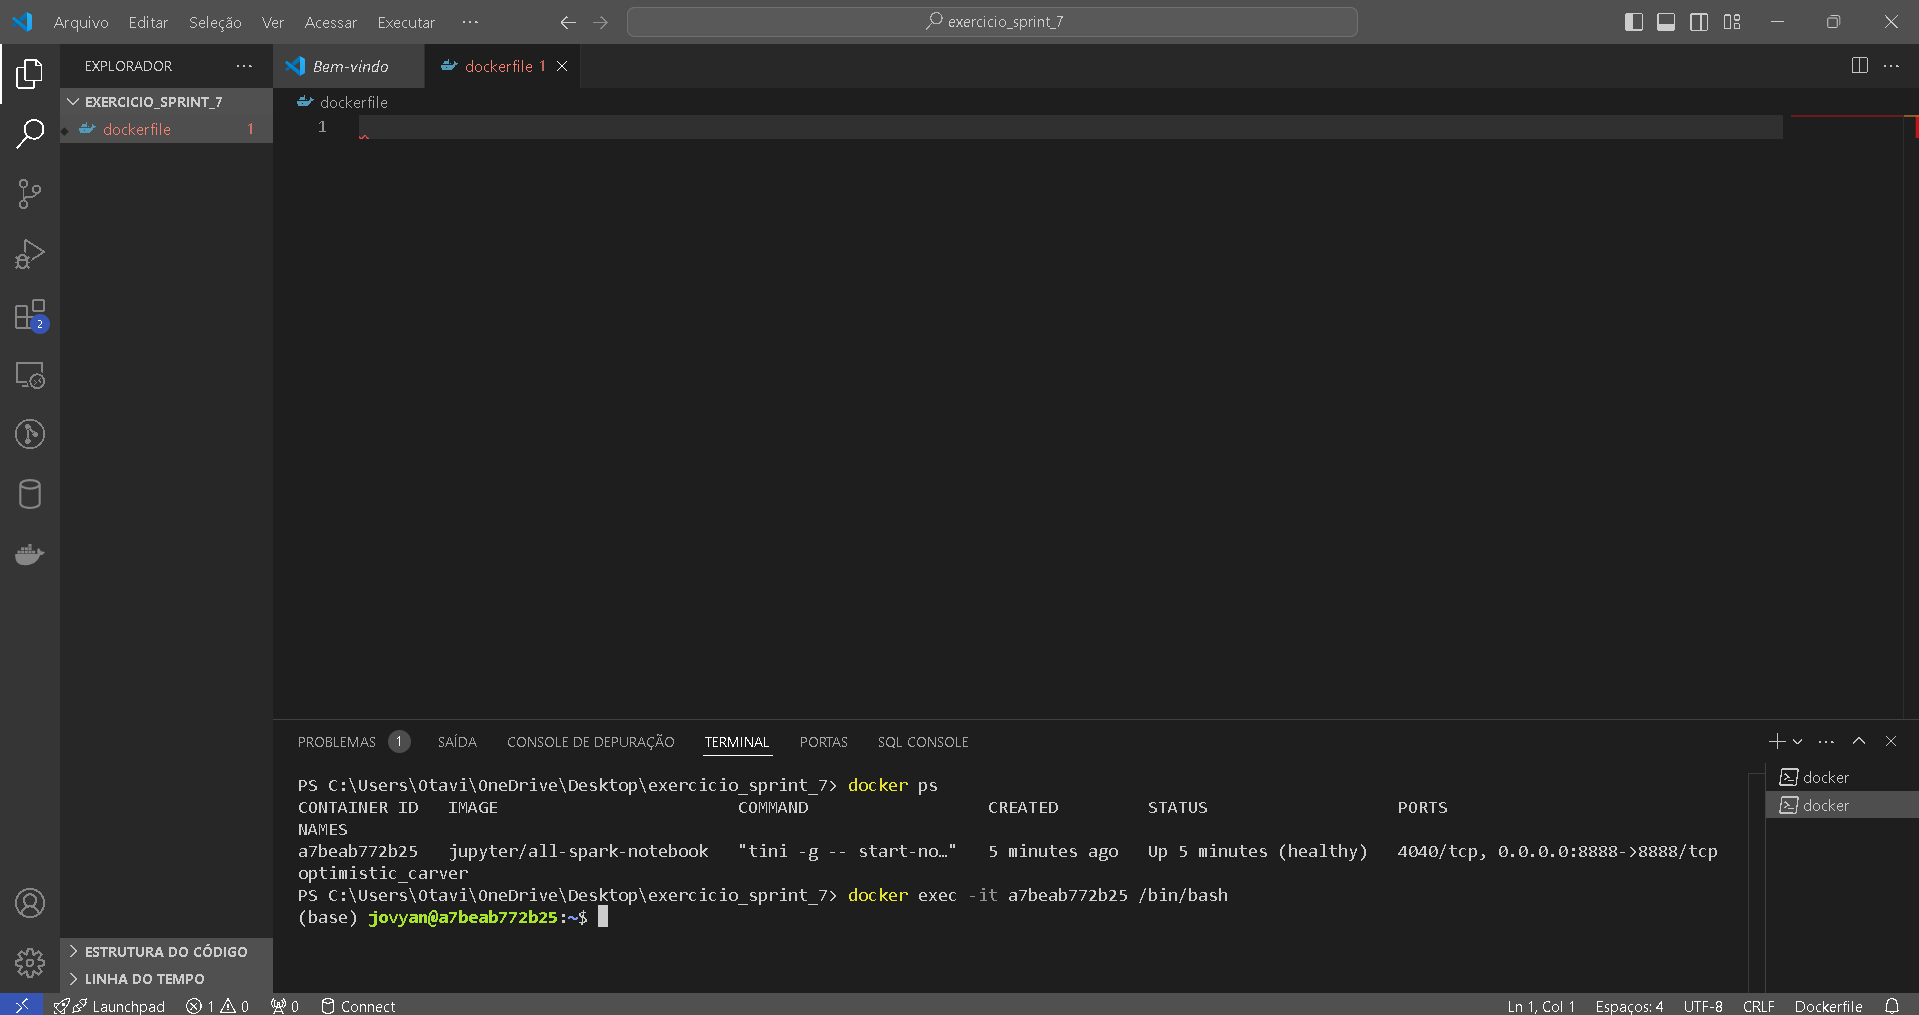 Arquivo Editar Seleção Ver Acessar Executar ··· exercicio_sprint_7
EXPLORADOR ···
Bem-vindo
dockerfile 1
EXERCICIO_SPRINT_7
dockerfile 1
dockerfile
1
2
PROBLEMAS 1 SAÍDA CONSOLE DE DEPURAÇÃO TERMINAL PORTAS SQL CONSOLE
PS C:\Users\Otavi\OneDrive\Desktop\exercicio_sprint_7> docker ps
CONTAINER ID IMAGE COMMAND CREATED STATUS PORTS
NAMES
a7beab772b25 jupyter/all-spark-notebook "tini -g -- start-no…" 5 minutes ago Up 5 minutes (healthy) 4040/tcp, 0.0.0.0:8888->8888/tcp
optimistic_carver
PS C:\Users\Otavi\OneDrive\Desktop\exercicio_sprint_7> docker exec -it a7beab772b25 /bin/bash
(base) jovyan@a7beab772b25:~$
docker
docker
ESTRUTURA DO CÓDIGO
LINHA DO TEMPO
Launchpad 1 0 0 Connect Ln 1, Col 1 Espaços: 4 UTF-8 CRLF Dockerfile